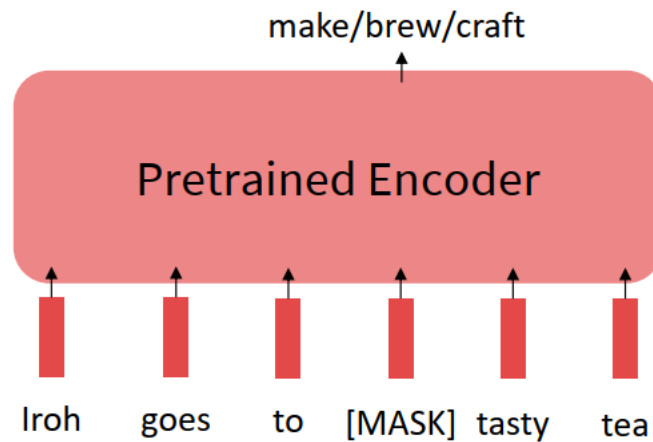 make/brew/craft
Pretrained Encoder
Iroh goes to [MASK] tasty tea